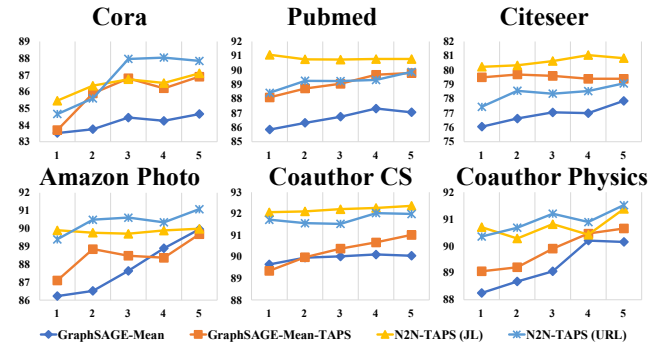 Cora Pubmed Citeseer
89 88 87 86 85 84 83
1 2 3 4 5
92 91 90 89 88 87 86 85
1 2 3 4 5
82 81 80 79 78 77 76 75
1 2 3 4 5
Amazon Photo Coauthor CS Coauthor Physics
92 91 90 89 88 87 86
1 2 3 4 5
93 92 91 90 89 88
1 2 3 4 5
92 91 90 89 88
1 2 3 4 5
GraphSAGE-Mean GraphSAGE-Mean-TAPS N2N-TAPS (JL) N2N-TAPS (URL)